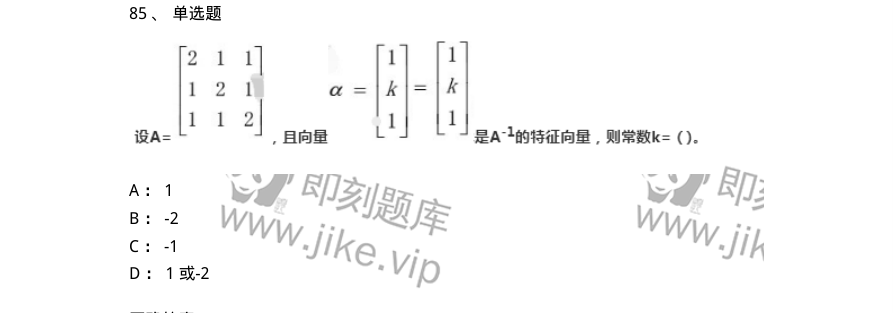 85 、 单选题
设A= [2 1 1
1 2 1
1 1 2] ，且向量 α = [1 k 1] = [1 k 1] 是A-1的特征向量，则常数k=（）。
A ： 1
B ： -2
C ： -1
D ： 1 或-2
即刻题库
www.jike.vip
即刻
www.jik